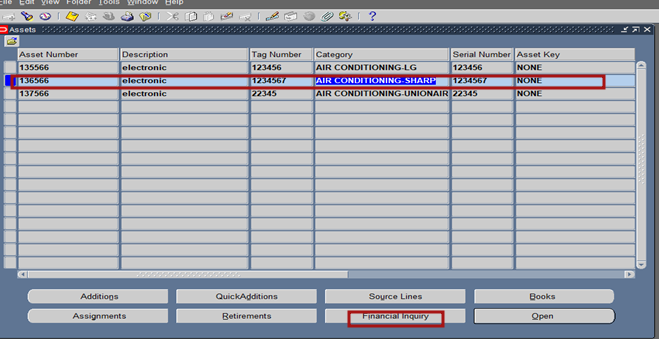 File Edit View Folder Tools Window Help
Assets
Asset Number Description Tag Number Category Serial Number Asset Key
135566 electronic 123456 AIR CONDITIONING-LG 123456 NONE
136566 electronic 1234567 AIR CONDITIONING-SHARP 1234567 NONE
137566 electronic 22345 AIR CONDITIONING-UNIONAIR 22345 NONE
Additions QuickAdditions Source Lines Books
Assignments Retirements Financial Inquiry Open